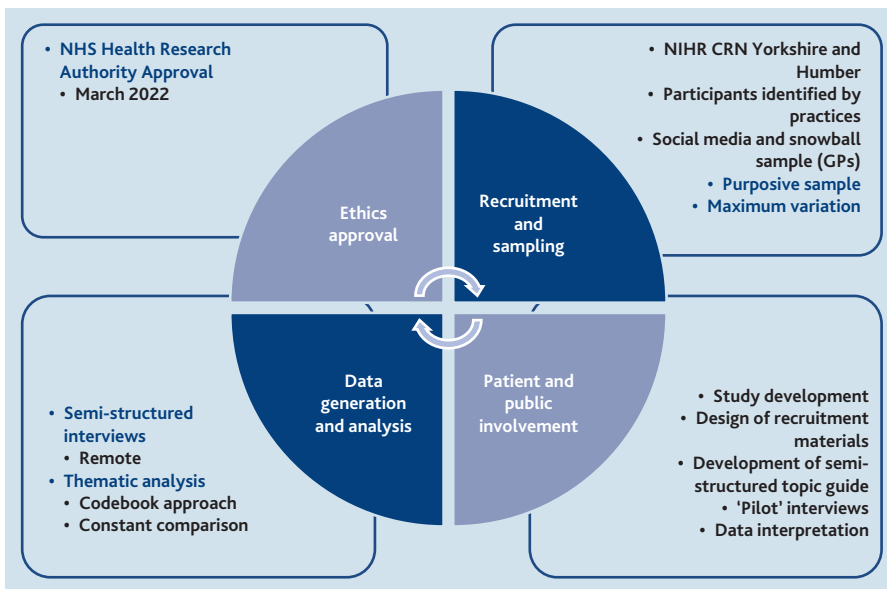 • NHS Health Research
Authority Approval
• March 2022
• NIHR CRN Yorkshire and
Humber
• Participants identified by
practices
• Social media and snowball
sample (GPs)
• Purposive sample
• Maximum variation
Ethics
approval
Recruitment
and
sampling
Data
generation
and analysis
Patient and
public
involvement
• Semi-structured
interviews
• Remote
• Thematic analysis
• Codebook approach
• Constant comparison
• Study development
• Design of recruitment
materials
• Development of semi-
structured topic guide
• ‘Pilot’ interviews
• Data interpretation